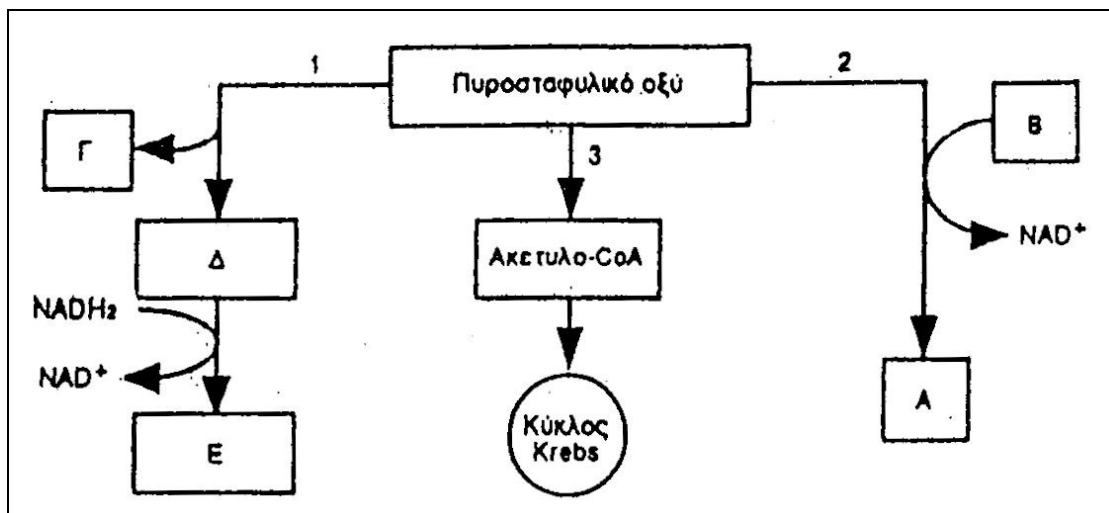 1
Πυροσταφυλικό οξύ
2
Γ
3
Β
Δ
Ακετυλο-CoA
NAD⁺
NADH₂
NAD⁺
Ε
Κύκλος
Krebs
Α